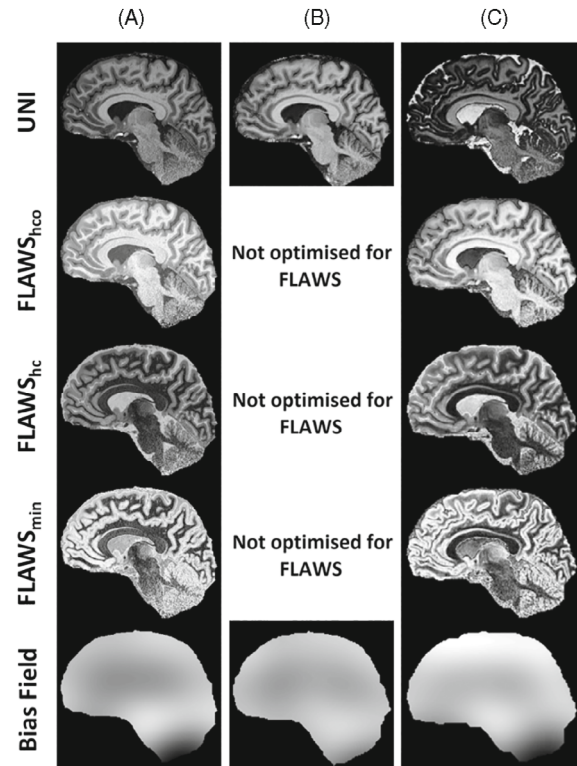 (A) (B) (C)
UNI
FLAWShco
Not optimised for
FLAWS
FLAWShc
Not optimised for
FLAWS
FLAWSmin
Not optimised for
FLAWS
Bias Field